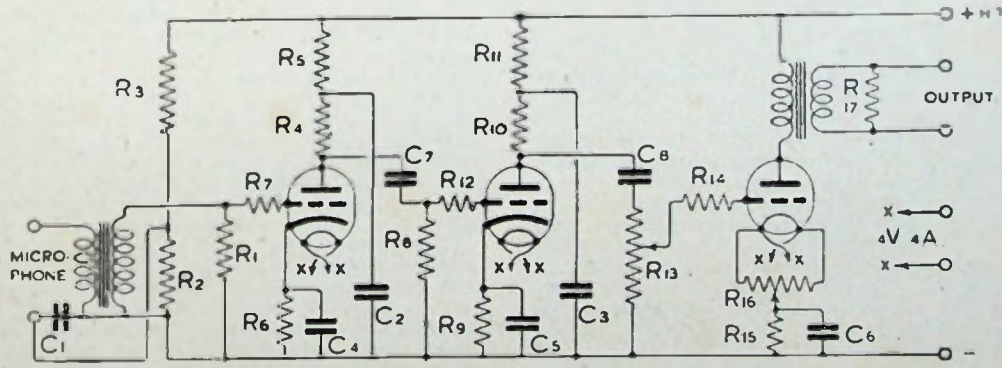 + HT
R5
R11
R3
R
17
OUTPUT
R4
R10
C7
C8
R7
R12
R14
MICRO-
PHONE
R1
X X
R8
X X
R13
X X
X
4V 4A
X
R2
C1
R6
C4
C2
R9
C5
C3
R16
R15
C6
-